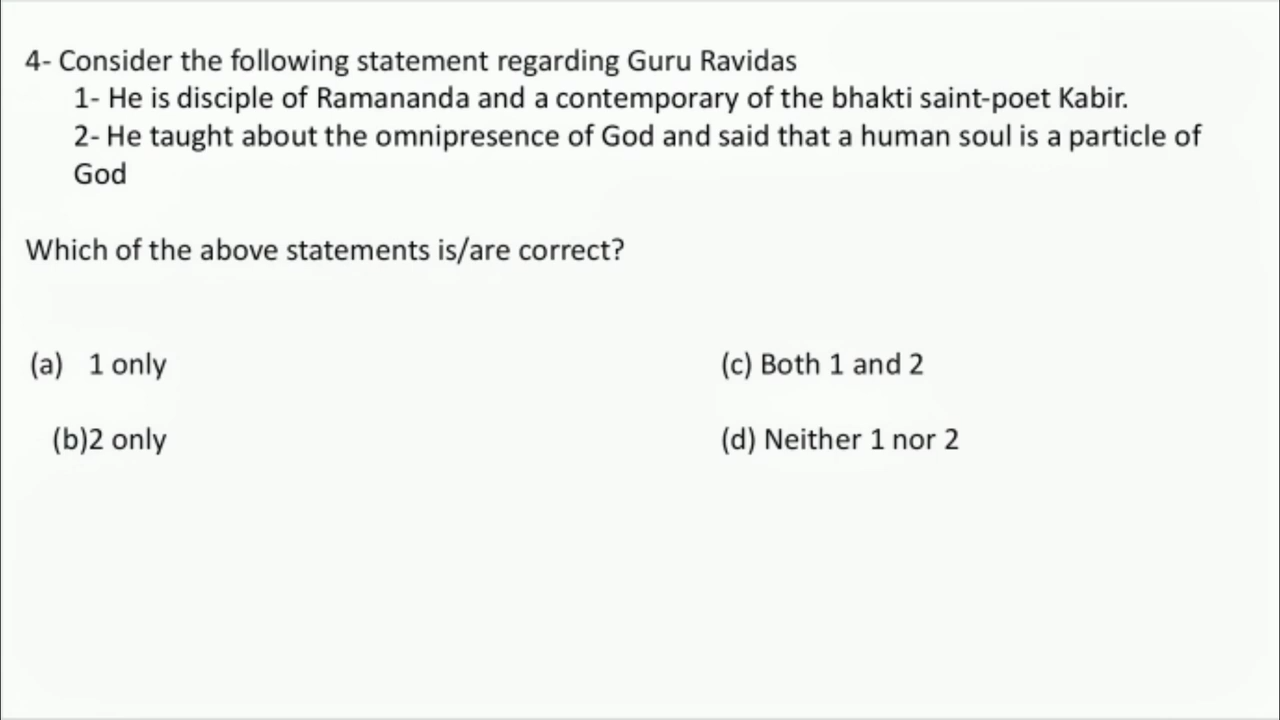 4- Consider the following statement regarding Guru Ravidas
1- He is disciple of Ramananda and a contemporary of the bhakti saint-poet Kabir.
2- He taught about the omnipresence of God and said that a human soul is a particle of
God
Which of the above statements is/are correct?
(a) 1 only
(c) Both 1 and 2
(b)2 only
(d) Neither 1 nor 2